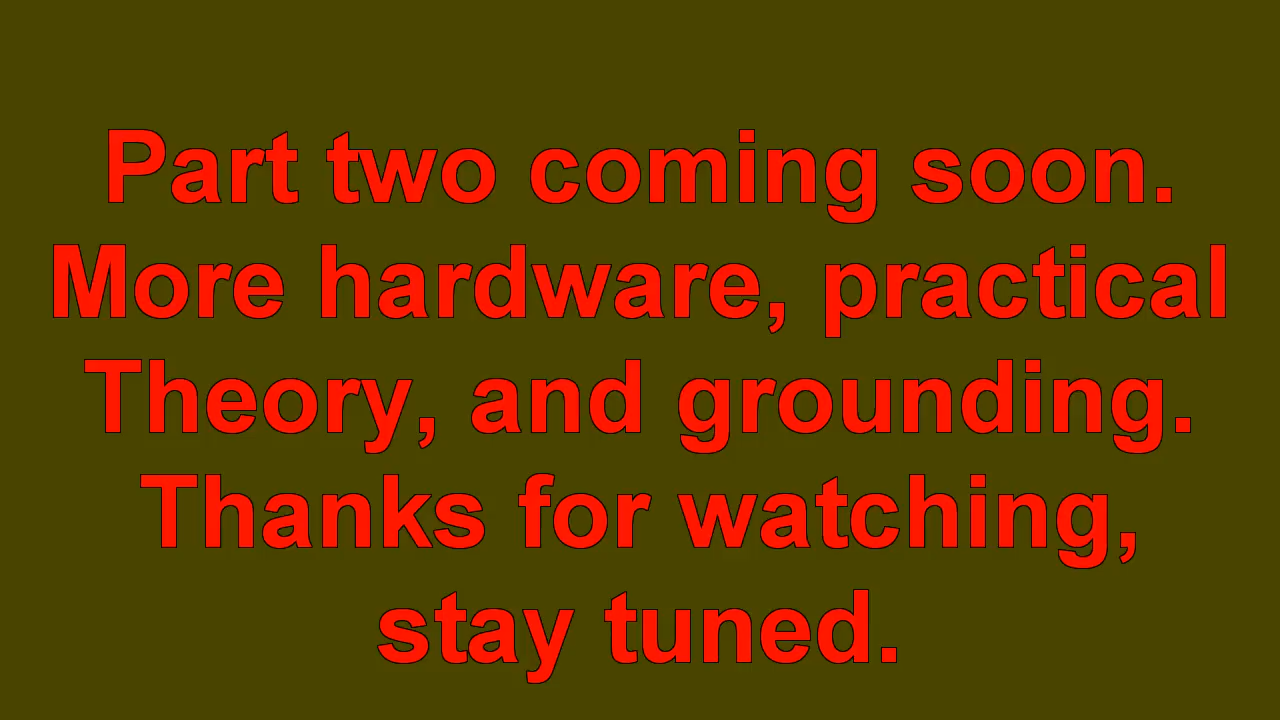 Part two coming soon.
More hardware, practical
Theory, and grounding.
Thanks for watching,
stay tuned.